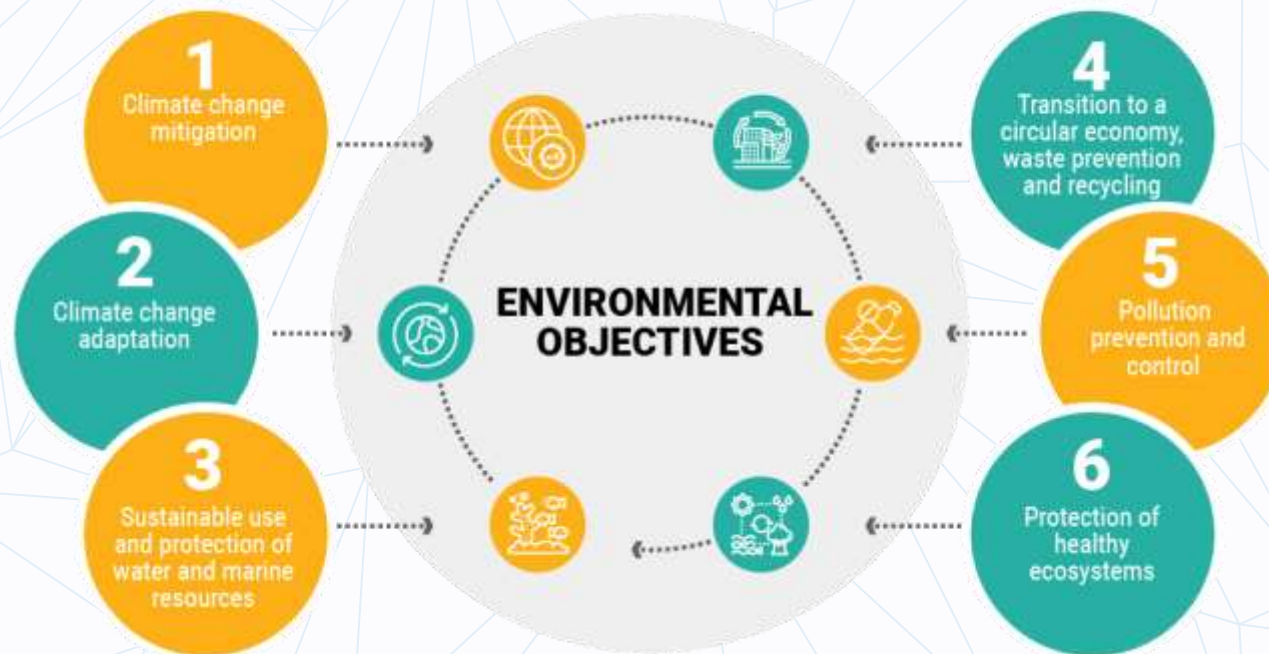 1
Climate change
mitigation
2
Climate change
adaptation
3
Sustainable use
and protection of
water and marine
resources
ENVIRONMENTAL
OBJECTIVES
4
Transition to a
circular economy,
waste prevention
and recycling
5
Pollution
prevention and
control
6
Protection of
healthy
ecosystems